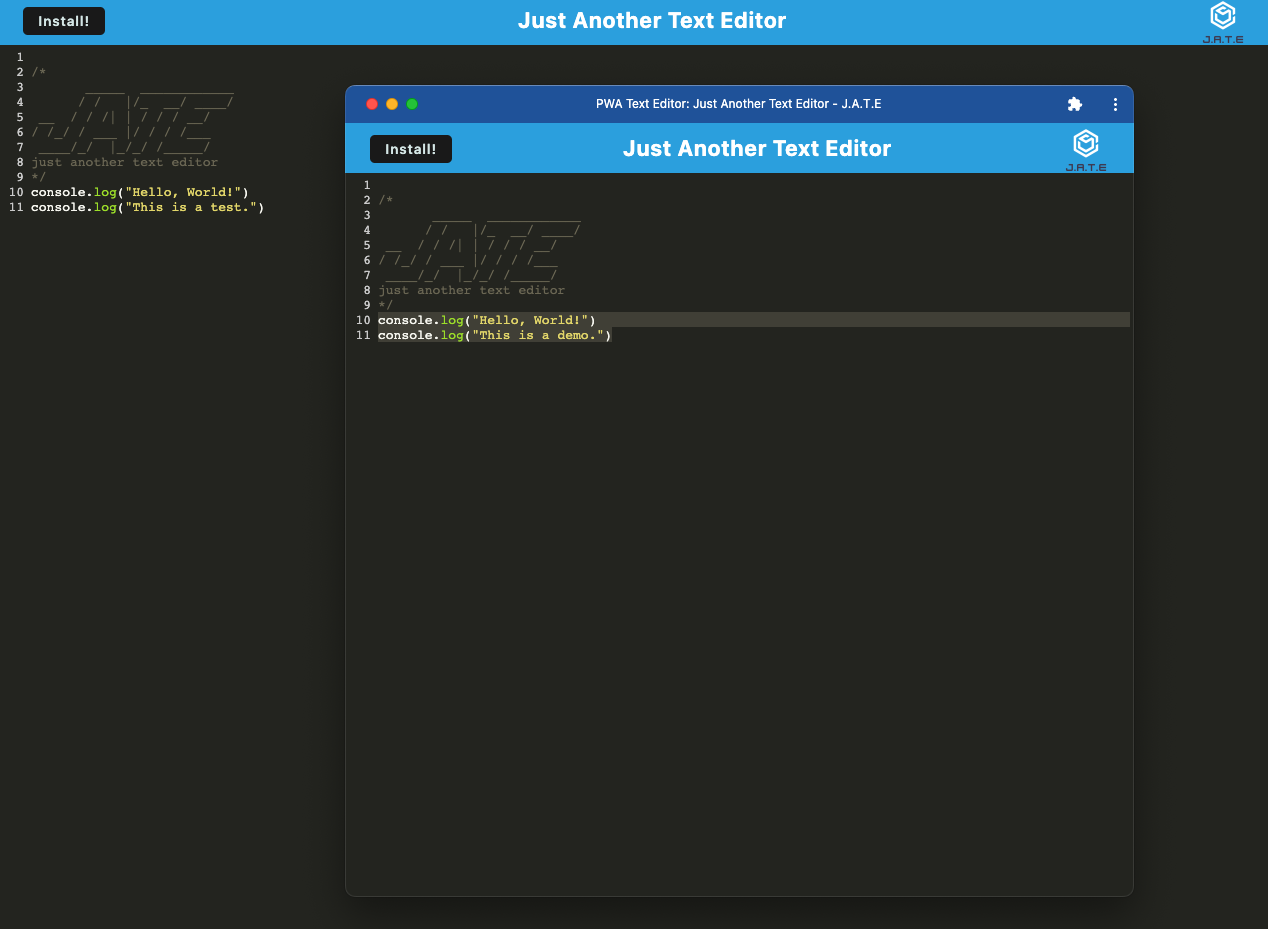 Install!
Just Another Text Editor
J.A.T.E
1
2 /*
3        _____  ____________
4       / /   |/_  __/ ____/
5  __  / / /| | / / / __/
6 / /_/ / ___ |/ / / /___
7  ____/_/  |_/_/ /_____/
8 just another text editor
9 */
10 console.log("Hello, World!")
11 console.log("This is a test.")
PWA Text Editor: Just Another Text Editor - J.A.T.E
Install!
Just Another Text Editor
J.A.T.E
1
2 /*
3        _____  ____________
4       / /   |/_  __/ ____/
5  __  / / /| | / / / __/
6 / /_/ / ___ |/ / / /___
7  ____/_/  |_/_/ /_____/
8 just another text editor
9 */
10 console.log("Hello, World!")
11 console.log("This is a demo.")